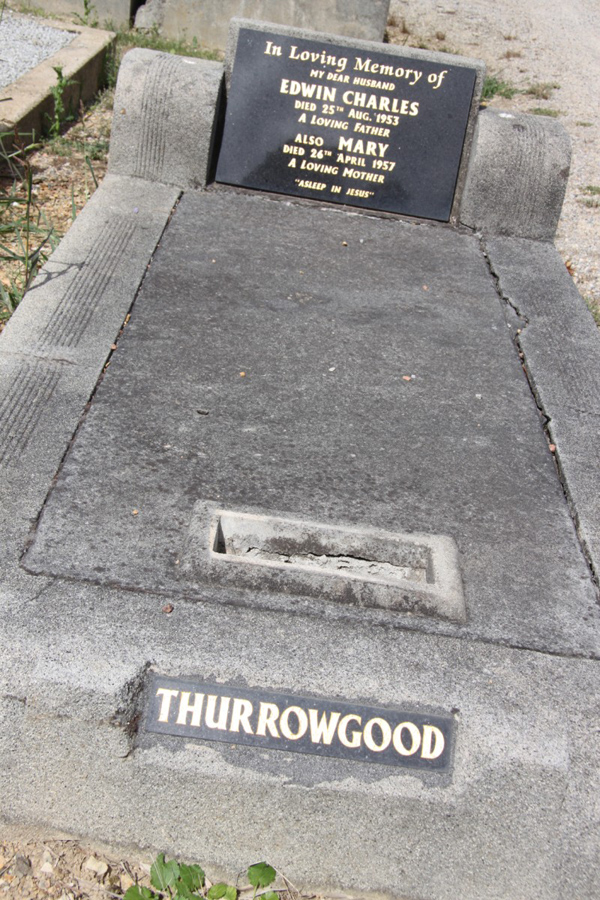 In Loving Memory of
MY DEAR HUSBAND
EDWIN CHARLES
DIED 25TH AUG. 1953
A LOVING FATHER
ALSO MARY
DIED 26TH APRIL 1957
A LOVING MOTHER
"ASLEEP IN JESUS"
THURROWGOOD